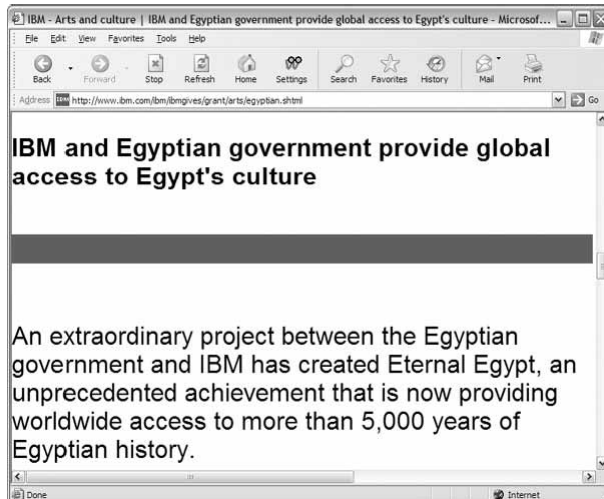 IBM - Arts and culture | IBM and Egyptian government provide global access to Egypt's culture - Microsof...
File Edit View Favorites Tools Help
Back Forward Stop Refresh Home Settings Search Favorites History Mail Print
Address http://www.ibm.com/ibm/ibmgives/grant/arts/egyptian.shtml Go
IBM and Egyptian government provide global
access to Egypt's culture
An extraordinary project between the Egyptian
government and IBM has created Eternal Egypt, an
unprecedented achievement that is now providing
worldwide access to more than 5,000 years of
Egyptian history.
Done Internet